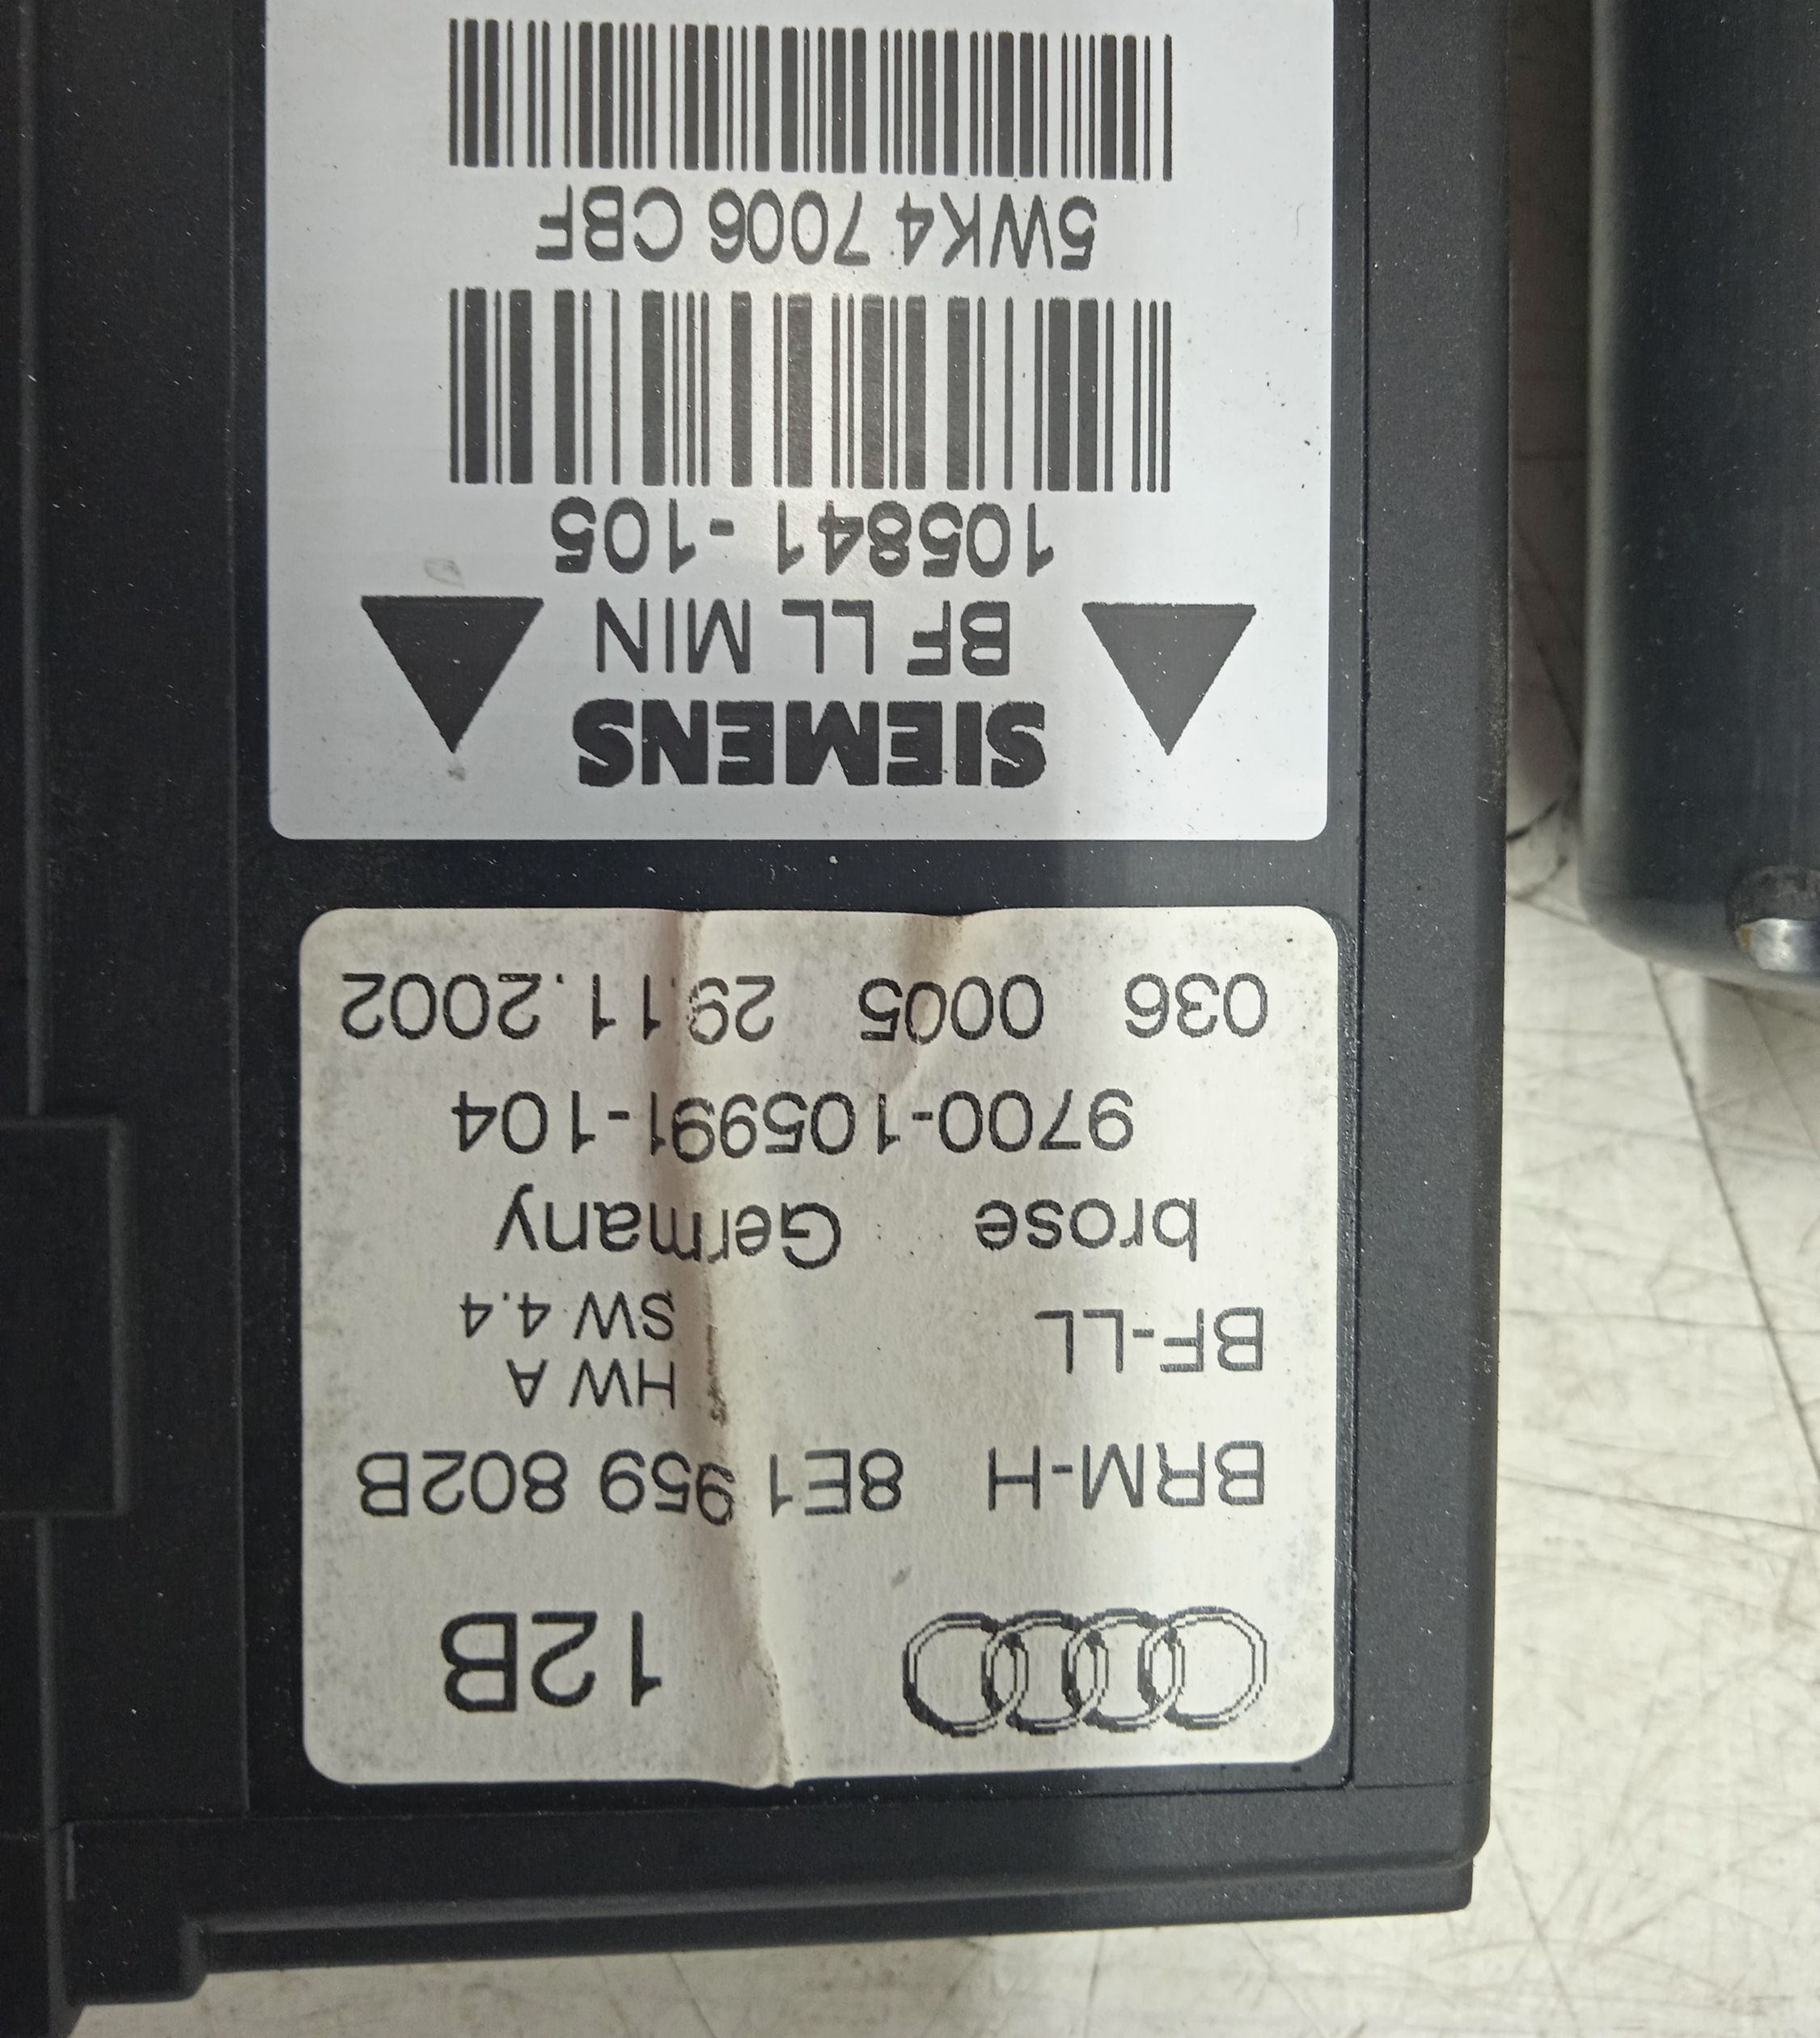 12B
BRM-H 8E1 959 802B
HW A
BF-LL SW 4.4
brose Germany
9700-105991-104
036 0005 29.11.2002
SIEMENS
BF LL MIN
105841 -105
5WK4 7006 CBF